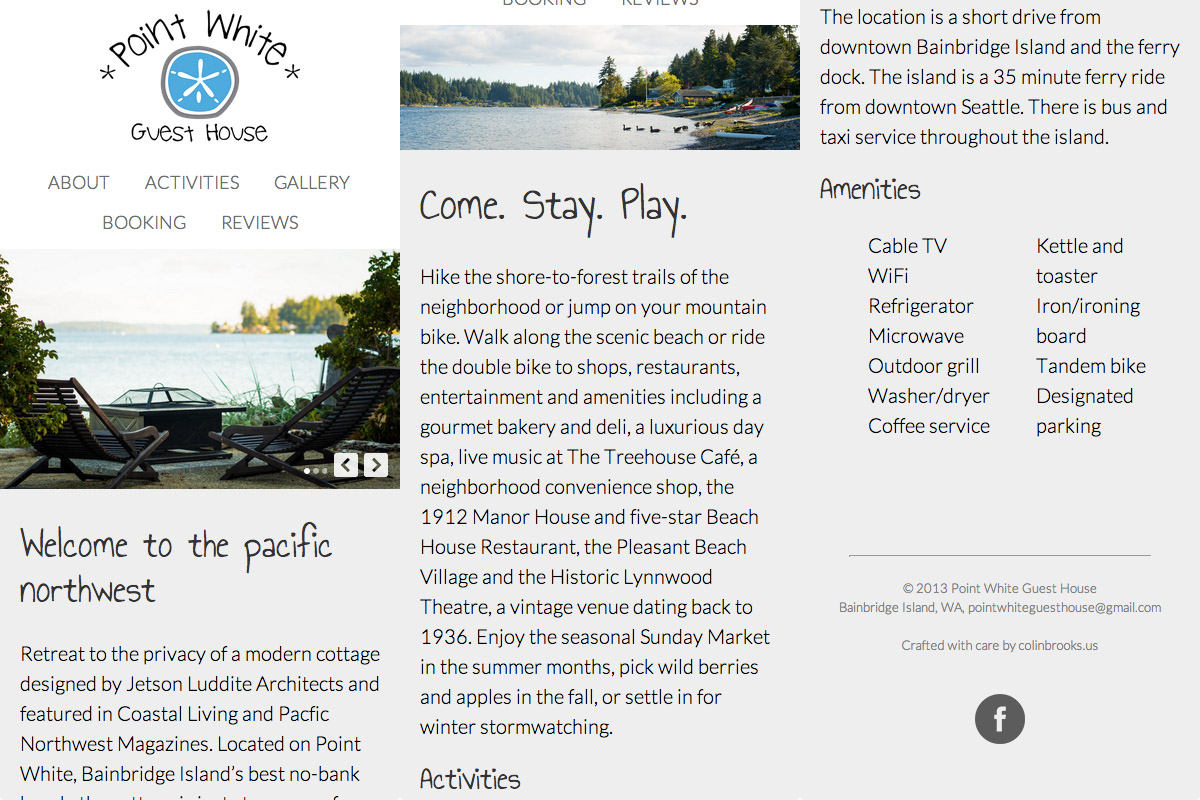 *Point White*
Guest House
ABOUT ACTIVITIES GALLERY
BOOKING REVIEWS
Welcome to the pacific
northwest
Retreat to the privacy of a modern cottage
designed by Jetson Luddite Architects and
featured in Coastal Living and Pacfic
Northwest Magazines. Located on Point
White, Bainbridge Island’s best no-bank
BOOKING REVIEWS
Come. Stay. Play.
Hike the shore-to-forest trails of the
neighborhood or jump on your mountain
bike. Walk along the scenic beach or ride
the double bike to shops, restaurants,
entertainment and amenities including a
gourmet bakery and deli, a luxurious day
spa, live music at The Treehouse Café, a
neighborhood convenience shop, the
1912 Manor House and five-star Beach
House Restaurant, the Pleasant Beach
Village and the Historic Lynnwood
Theatre, a vintage venue dating back to
1936. Enjoy the seasonal Sunday Market
in the summer months, pick wild berries
and apples in the fall, or settle in for
winter stormwatching.
Activities
The location is a short drive from
downtown Bainbridge Island and the ferry
dock. The island is a 35 minute ferry ride
from downtown Seattle. There is bus and
taxi service throughout the island.
Amenities
Cable TV
WiFi
Refrigerator
Microwave
Outdoor grill
Washer/dryer
Coffee service
Kettle and
toaster
Iron/ironing
board
Tandem bike
Designated
parking
© 2013 Point White Guest House
Bainbridge Island, WA, pointwhiteguesthouse@gmail.com
Crafted with care by colinbrooks.us
f